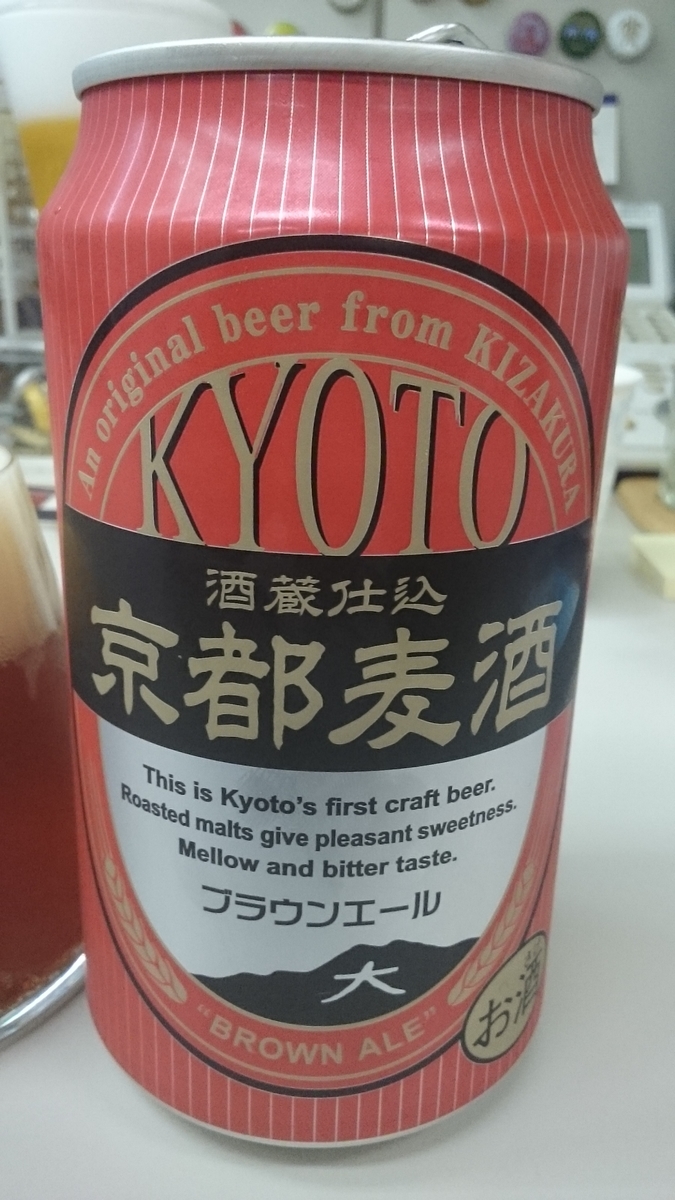 An original beer from KIZAKURA
KYOTO
酒蔵仕込
京都麦酒
This is Kyoto's first craft beer.
Roasted malts give pleasant sweetness.
Mellow and bitter taste.
ブラウンエール
大
"BROWN ALE"
お酒